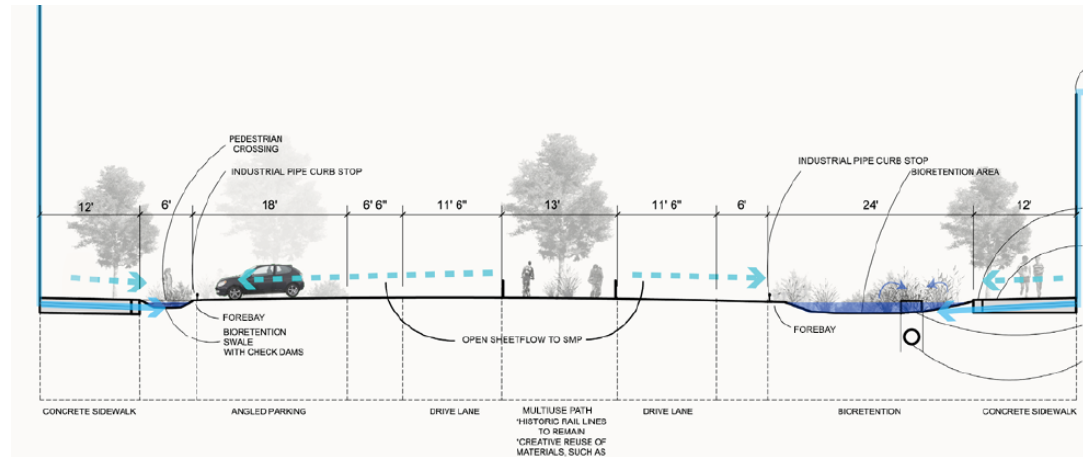 PEDESTRIAN
CROSSING
INDUSTRIAL PIPE CURB STOP
INDUSTRIAL PIPE CURB STOP
BIORETENTION AREA
12'
6'
18'
6' 6"
11' 6"
13'
11' 6"
6'
24'
12'
FOREBAY
BIORETENTION
SWALE
WITH CHECK DAMS
OPEN SHEETFLOW TO SMP
FOREBAY
CONCRETE SIDEWALK
ANGLED PARKING
DRIVE LANE
MULTIUSE PATH
*HISTORIC RAIL LINES
TO REMAIN
*CREATIVE REUSE OF
MATERIALS, SUCH AS
DRIVE LANE
BIORETENTION
CONCRETE SIDEWALK